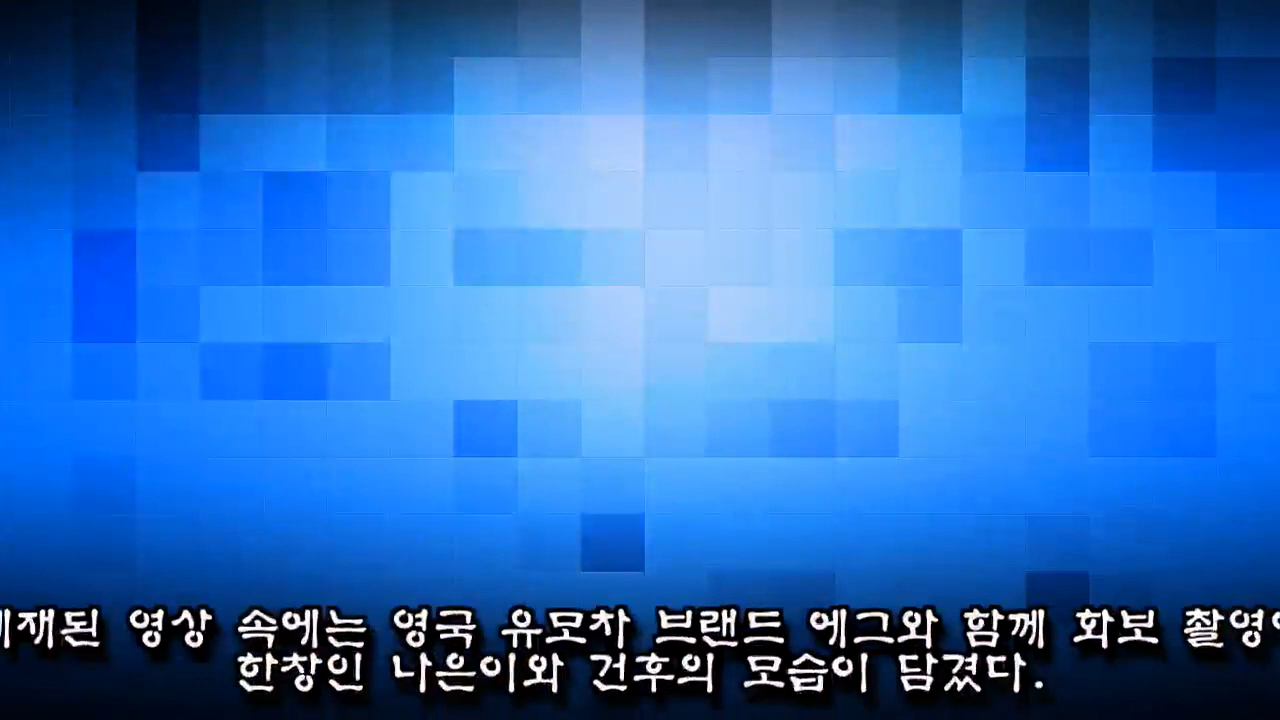 게재된 영상 속에는 영국 유모차 브랜드 에그와 함께 화보 촬영이
한창인 나은이와 건후의 모습이 담겼다.